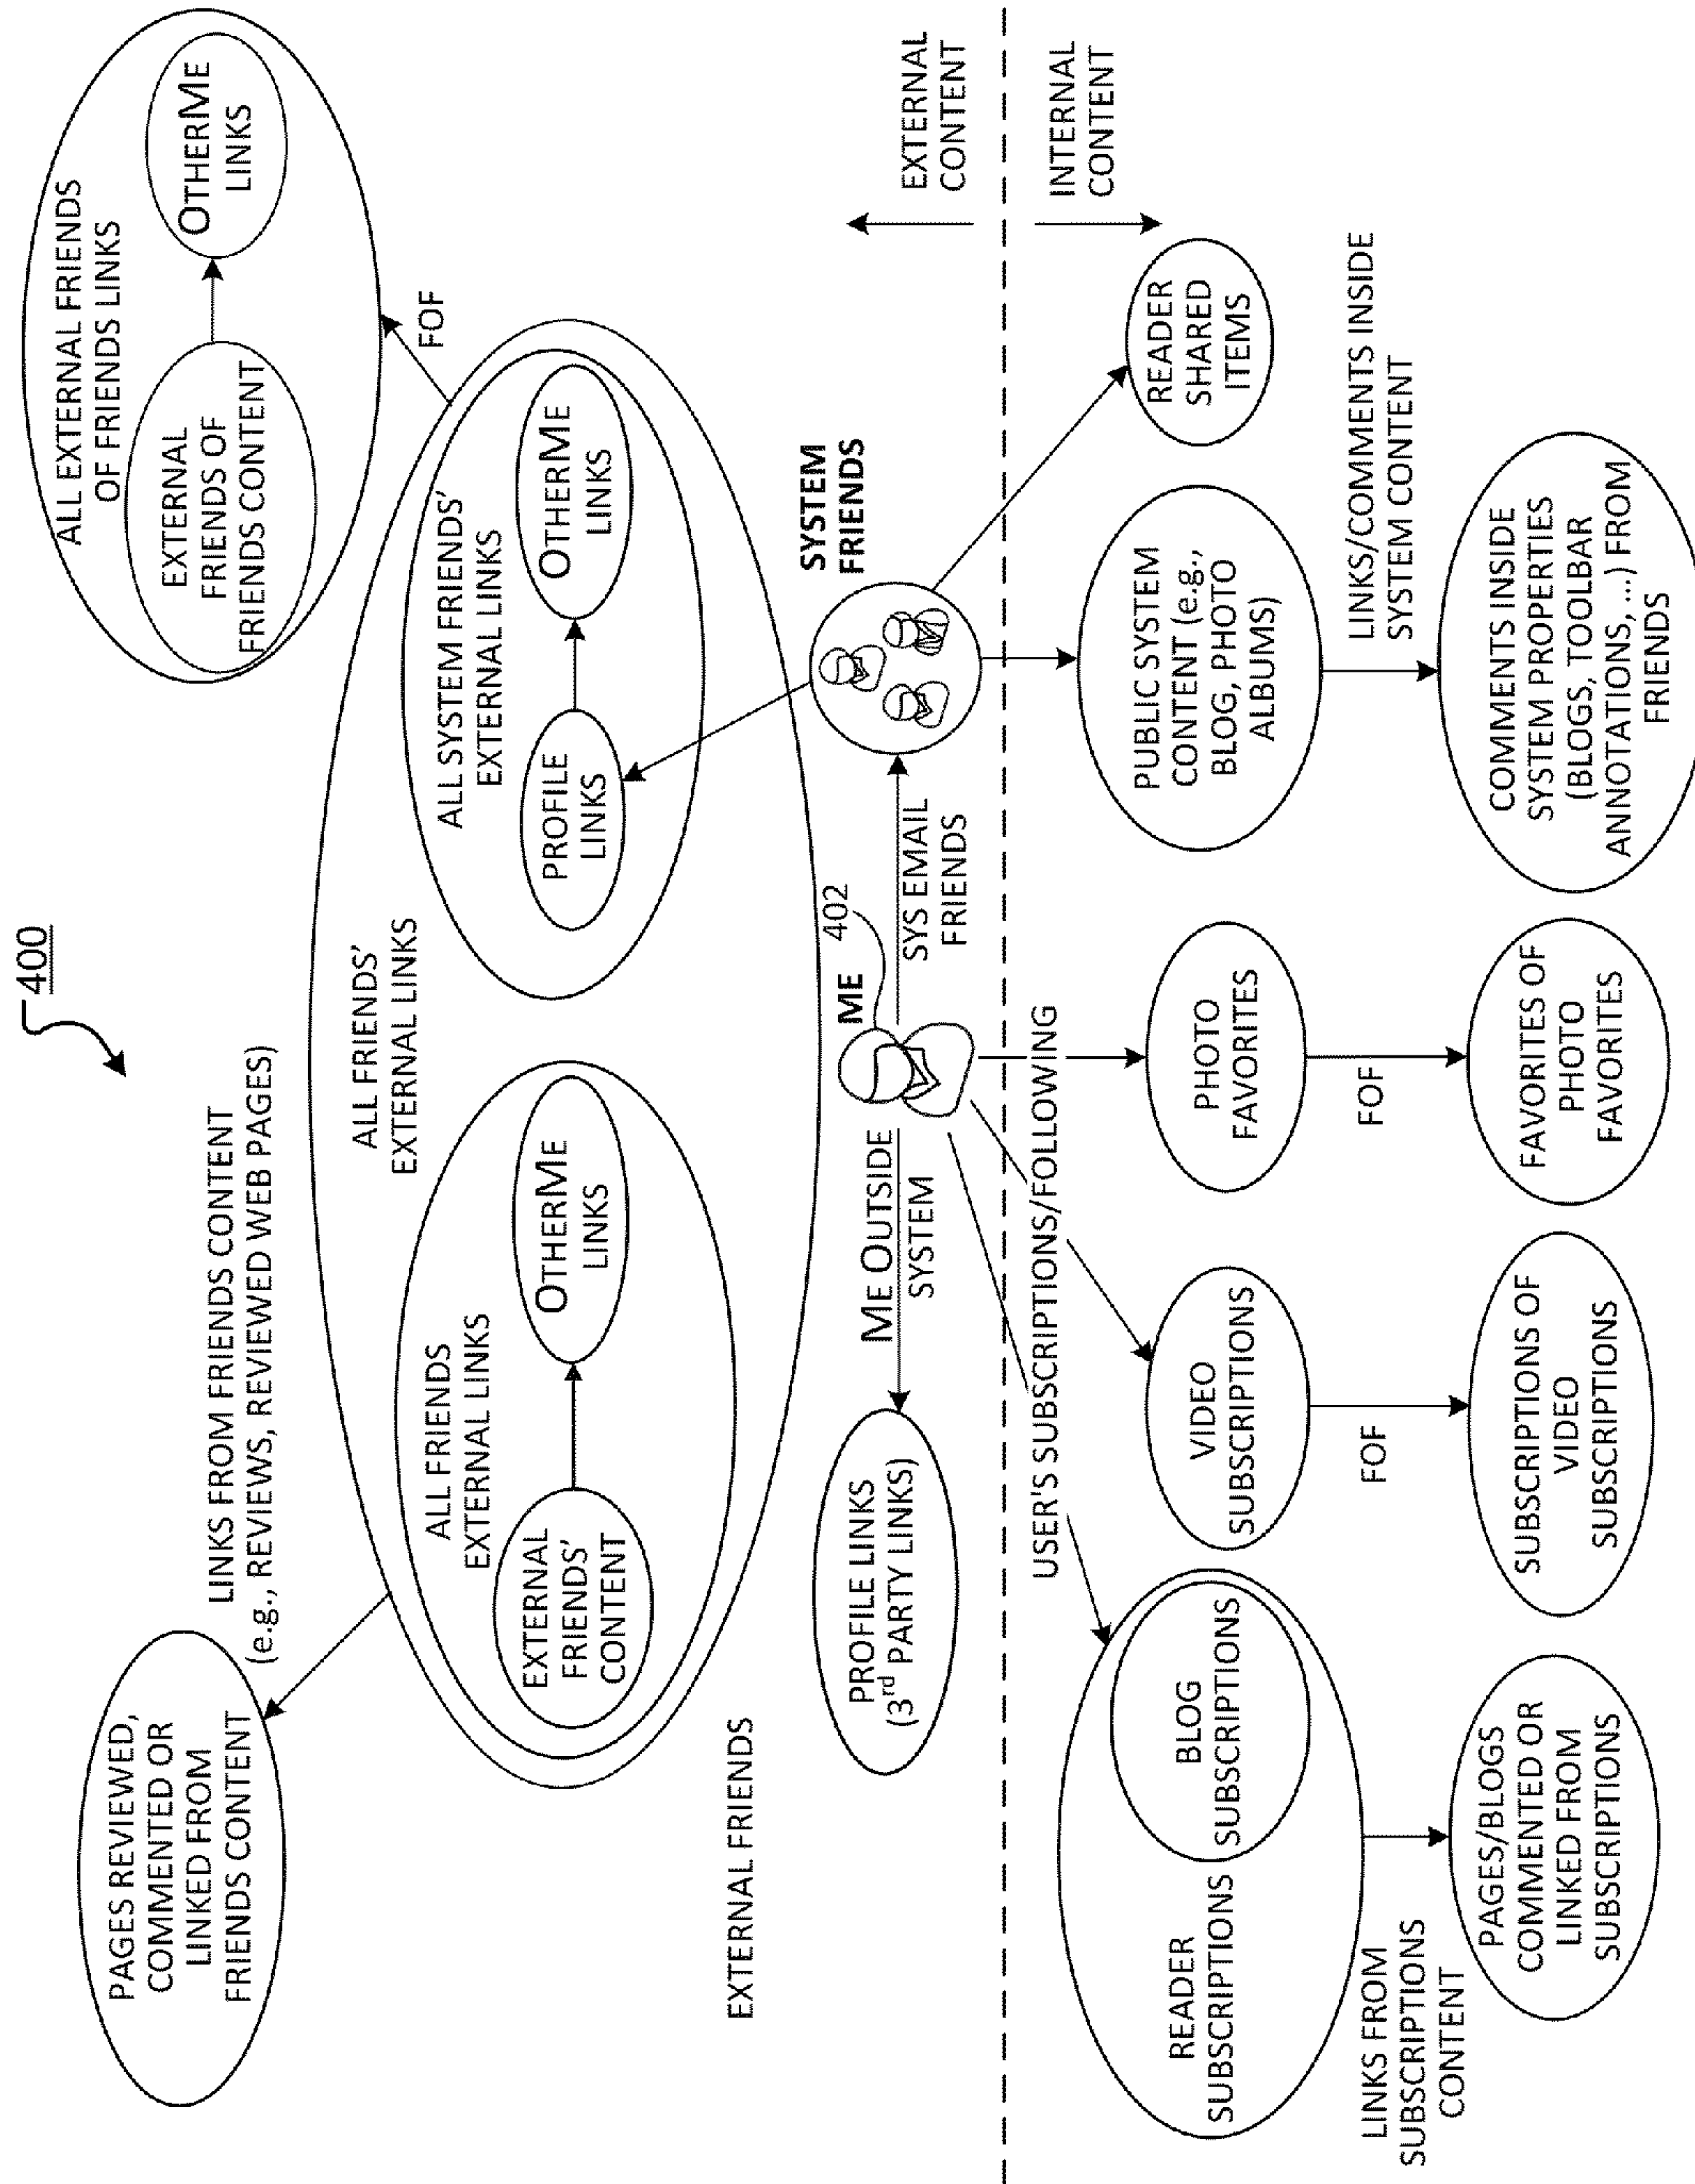 400
PAGES REVIEWED,
COMMENTED OR
LINKED FROM
FRIENDS CONTENT
LINKS FROM FRIENDS CONTENT
(e.g., REVIEWS, REVIEWED WEB PAGES)
ALL EXTERNAL FRIENDS
OF FRIENDS LINKS
EXTERNAL
FRIENDS OF
FRIENDS CONTENT
OTHERME
LINKS
FOF
ALL FRIENDS'
EXTERNAL LINKS
ALL FRIENDS
EXTERNAL LINKS
EXTERNAL
FRIENDS'
CONTENT
OTHERME
LINKS
ALL SYSTEM FRIENDS'
EXTERNAL LINKS
PROFILE
LINKS
OTHERME
LINKS
EXTERNAL FRIENDS
PROFILE LINKS
(3rd PARTY LINKS)
ME OUTSIDE
SYSTEM
ME
402
SYS EMAIL
FRIENDS
SYSTEM
FRIENDS
EXTERNAL
CONTENT
INTERNAL
CONTENT
USER'S SUBSCRIPTIONS/FOLLOWING
READER
SUBSCRIPTIONS
BLOG
SUBSCRIPTIONS
VIDEO
SUBSCRIPTIONS
PHOTO
FAVORITES
PUBLIC SYSTEM
CONTENT (e.g.,
BLOG, PHOTO
ALBUMS)
READER
SHARED
ITEMS
LINKS FROM
SUBSCRIPTIONS
CONTENT
FOF
FOF
LINKS/COMMENTS INSIDE
SYSTEM CONTENT
PAGES/BLOGS
COMMENTED OR
LINKED FROM
SUBSCRIPTIONS
SUBSCRIPTIONS OF
VIDEO
SUBSCRIPTIONS
FAVORITES OF
PHOTO
FAVORITES
COMMENTS INSIDE
SYSTEM PROPERTIES
(BLOGS, TOOLBAR
ANNOTATIONS, ...) FROM
FRIENDS